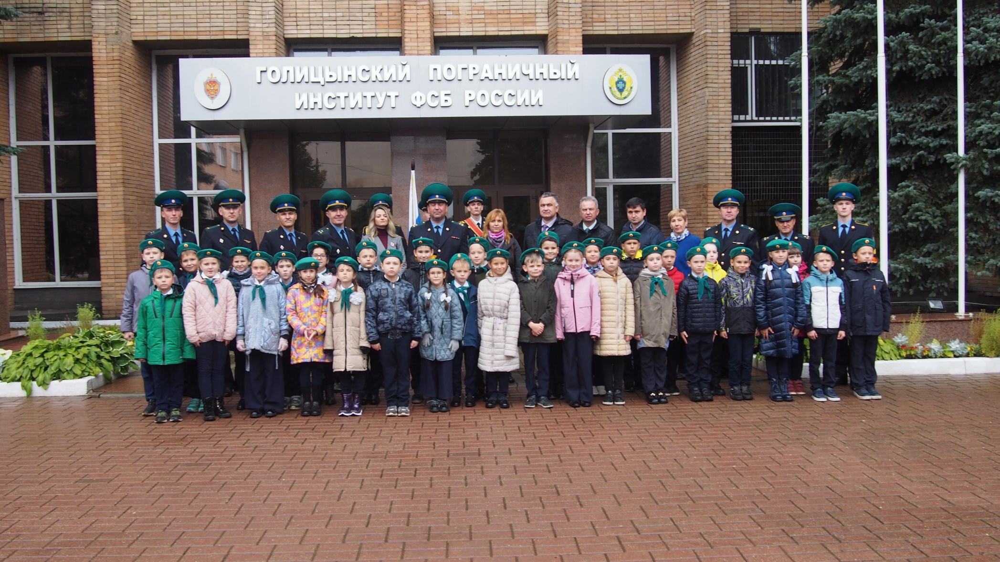 ГОЛИЦЫНСКИЙ ПОГРАНИЧНЫЙ
ИНСТИТУТ ФСБ РОССИИ